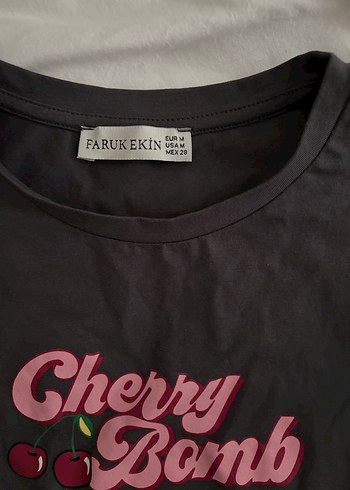 FARUK EKİN
EUR M
USA M
MEX 28
Cherry
Bomb